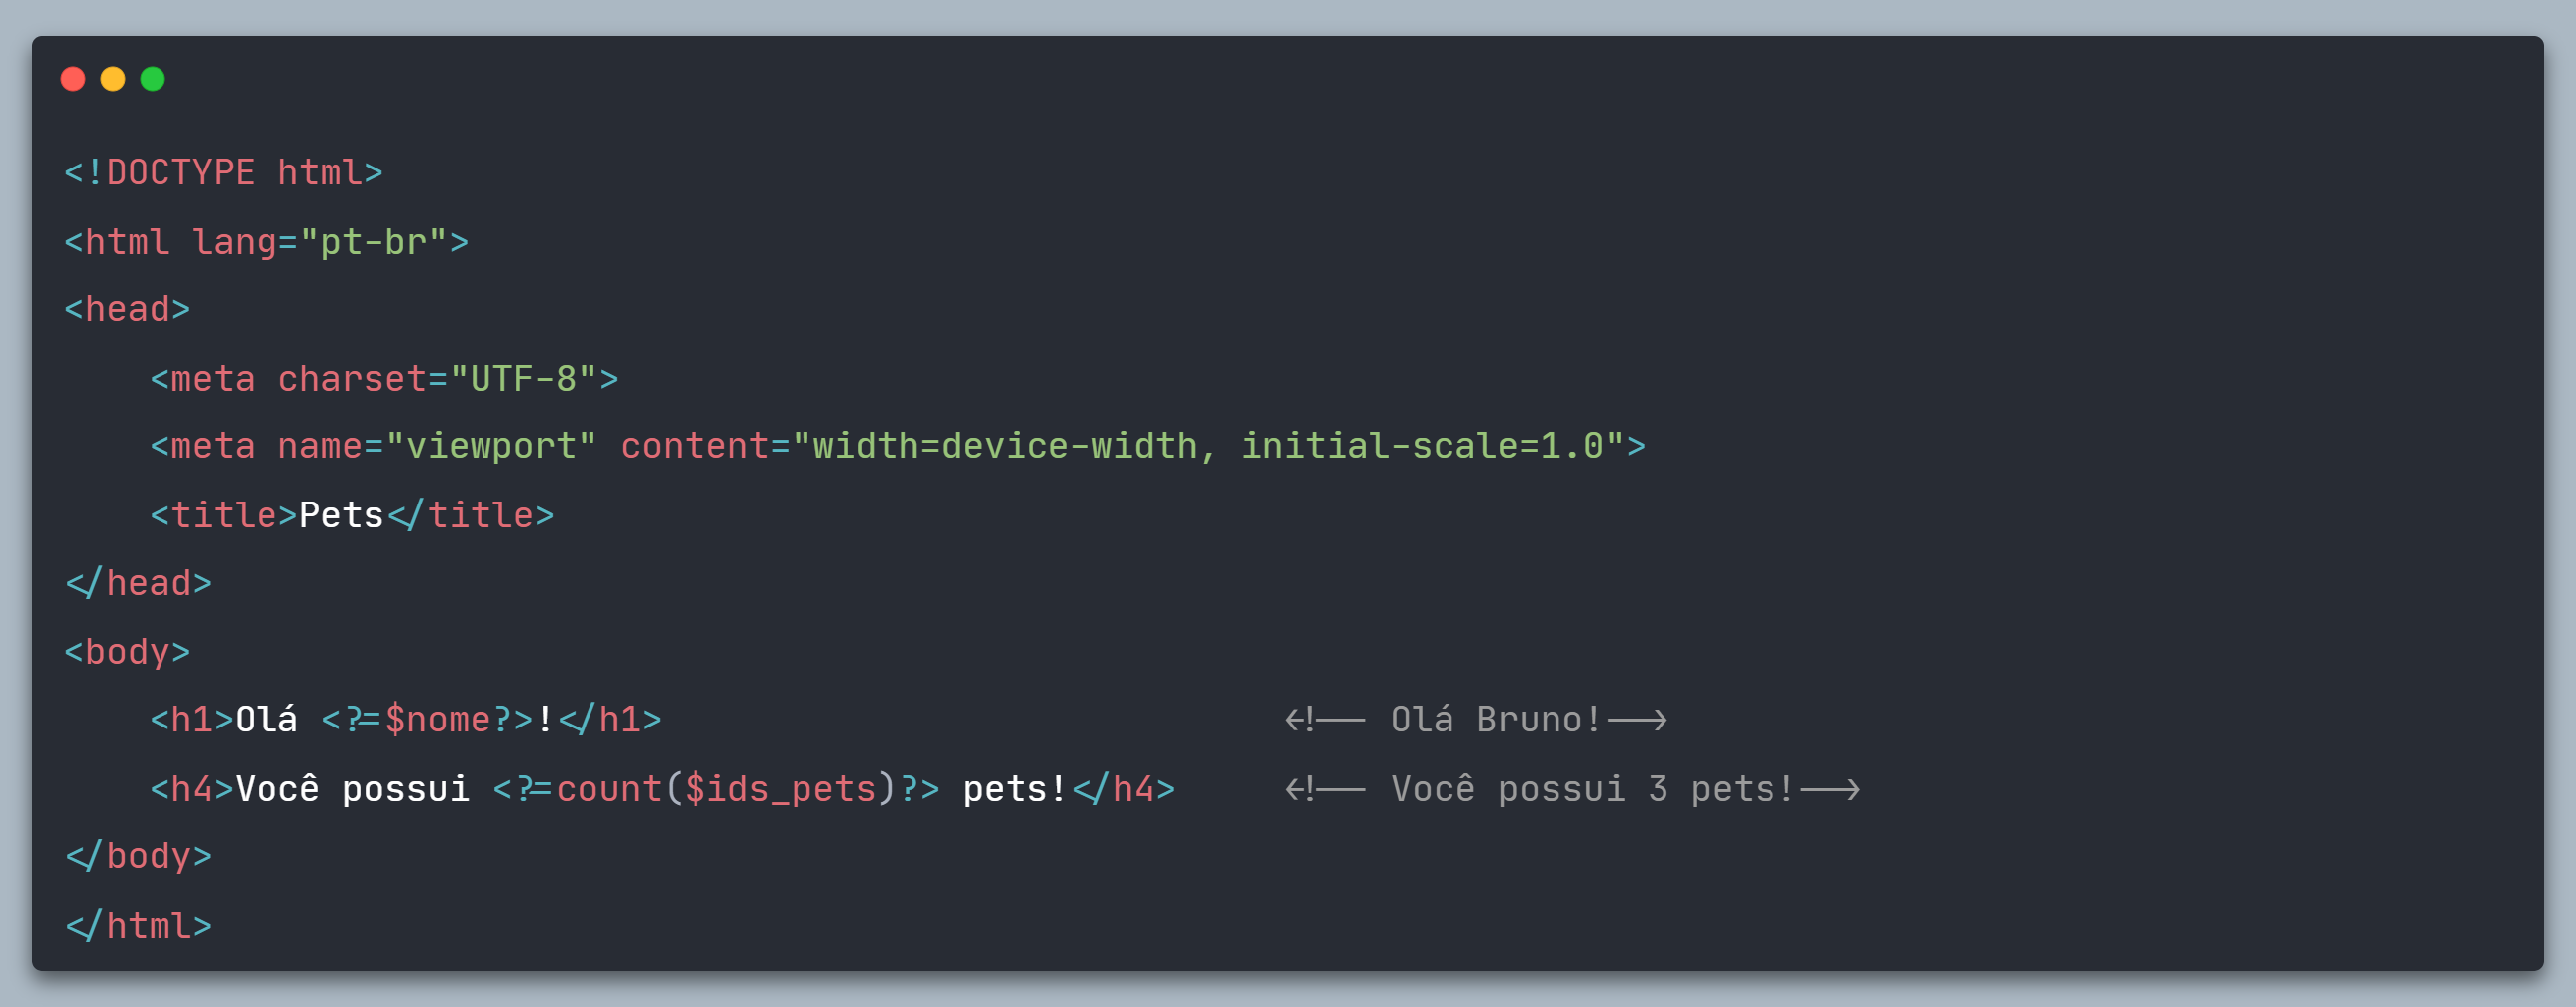 <!DOCTYPE html>
<html lang="pt-br">
<head>
    <meta charset="UTF-8">
    <meta name="viewport" content="width=device-width, initial-scale=1.0">
    <title>Pets</title>
</head>
<body>
    <h1>Olá <?=$nome?>!</h1>                             <!-- Olá Bruno!-->
    <h4>Você possui <?=count($ids_pets)?> pets!</h4>     <!-- Você possui 3 pets!-->
</body>
</html>